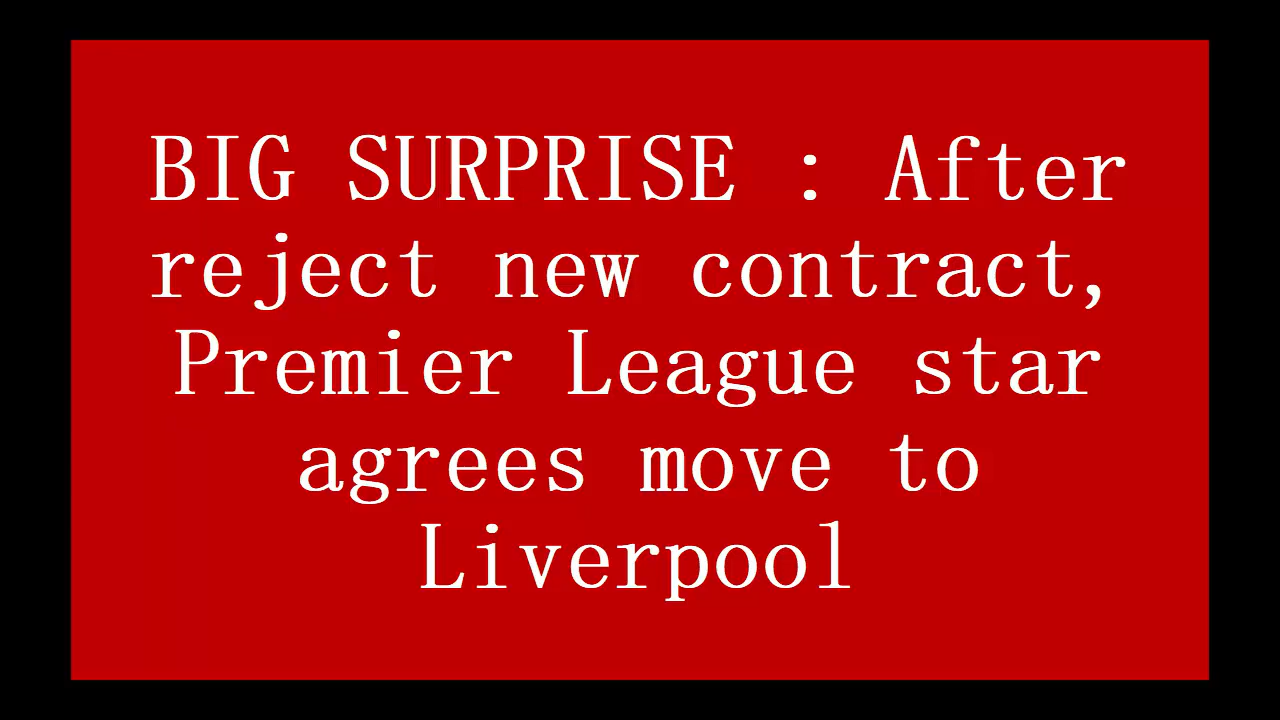 BIG SURPRISE : After
reject new contract,
Premier League star
agrees move to
Liverpool